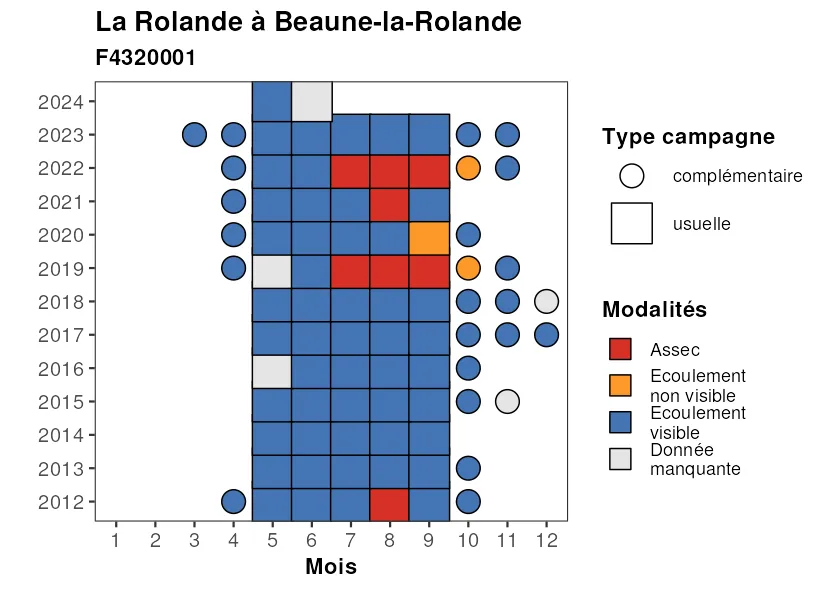 La Rolande à Beaune-la-Rolande
F4320001
2024
2023
2022
2021
2020
2019
2018
2017
2016
2015
2014
2013
2012
1 2 3 4 5 6 7 8 9 10 11 12
Mois
Type campagne
complémentaire
usuelle
Modalités
Assec
Ecoulement
non visible
Ecoulement
visible
Donnée
manquante